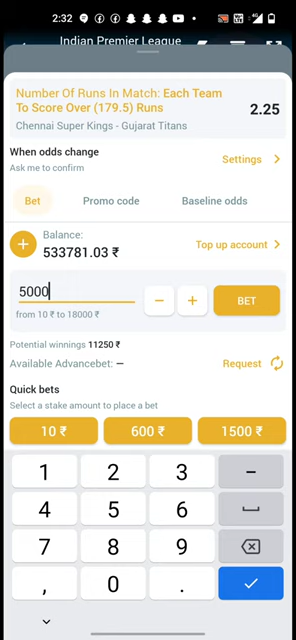 2:32
4G
Indian Premier League
Number Of Runs In Match: Each Team
To Score Over (179.5) Runs
2.25
Chennai Super Kings - Gujarat Titans
When odds change
Ask me to confirm
Settings
Bet
Promo code
Baseline odds
Balance:
533781.03 ₹
Top up account
5000
BET
from 10 ₹ to 18000 ₹
Potential winnings 11250 ₹
Available Advancebet: —
Request
Quick bets
Select a stake amount to place a bet
10 ₹
600 ₹
1500 ₹
1 2 3 −
4 5 6
7 8 9
, 0 .